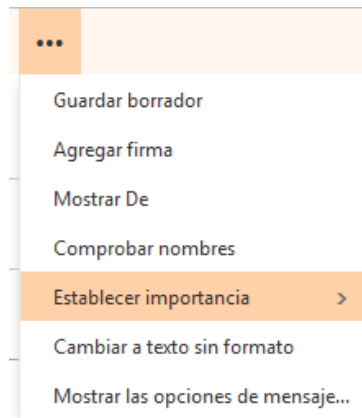 •••
Guardar borrador
Agregar firma
Mostrar De
Comprobar nombres
Establecer importancia >
Cambiar a texto sin formato
Mostrar las opciones de mensaje...